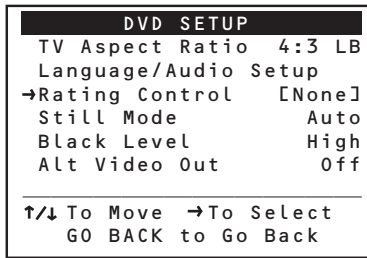 DVD SETUP
TV Aspect Ratio 4:3 LB
Language/Audio Setup
→Rating Control [None]
Still Mode Auto
Black Level High
Alt Video Out Off
↑/↓ To Move →To Select
GO BACK to Go Back